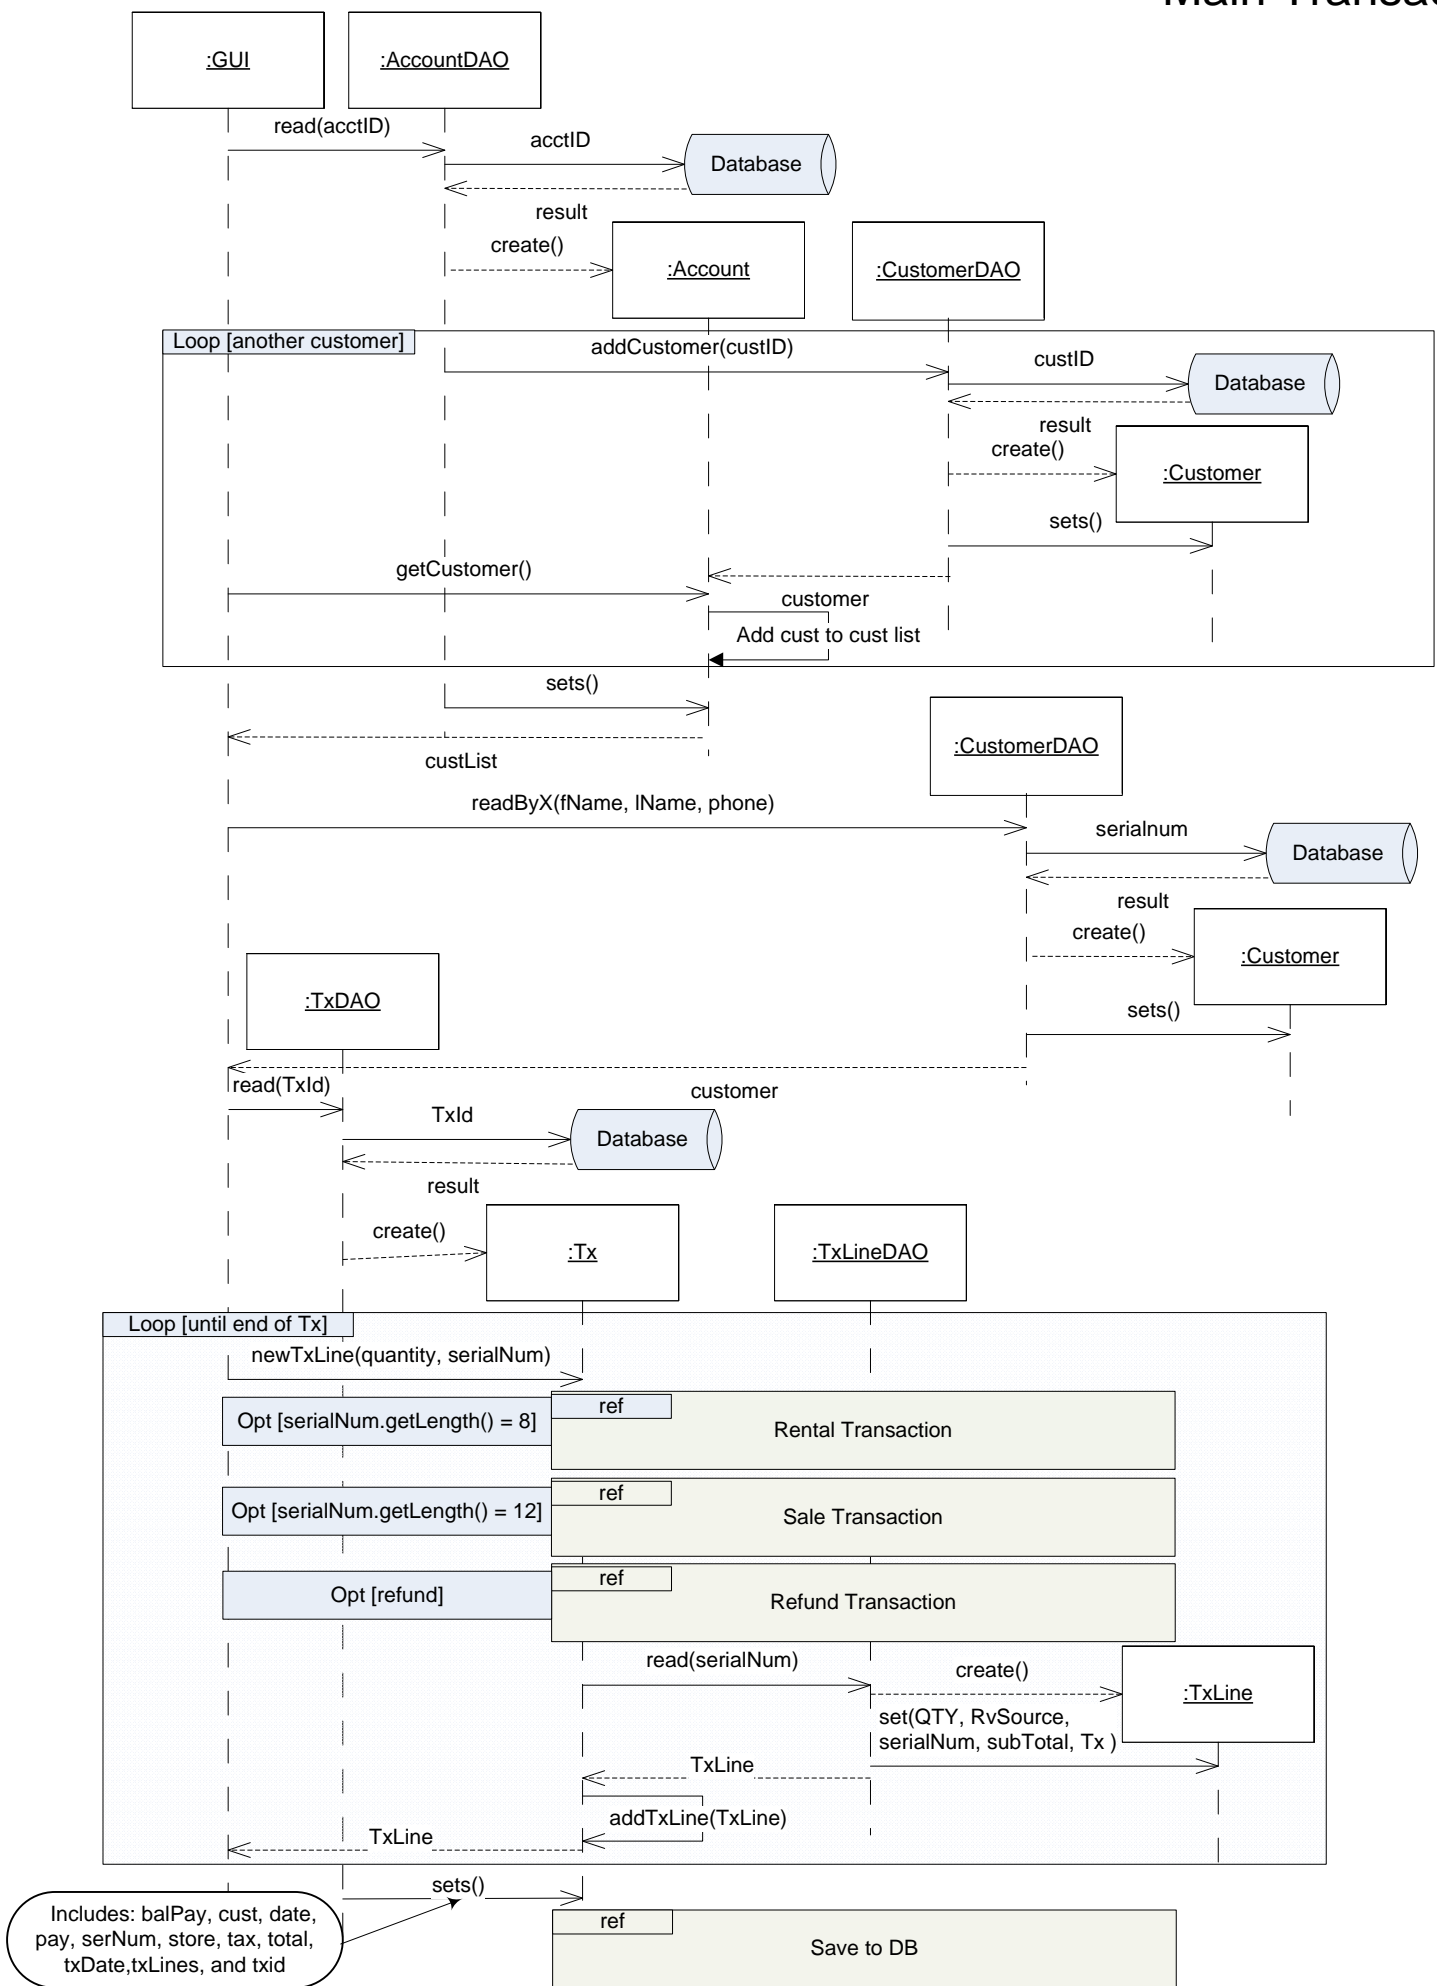 :GUI
:AccountDAO
read(acctID)
acctID
Database
result
create()
:Account
:CustomerDAO
Loop [another customer]
addCustomer(custID)
custID
Database
result
create()
:Customer
sets()
getCustomer()
customer
Add cust to cust list
sets()
custList
:CustomerDAO
readByX(fName, lName, phone)
serialnum
Database
result
create()
:Customer
:TxDAO
sets()
read(TxId)
customer
TxId
Database
result
create()
:Tx
:TxLineDAO
Loop [until end of Tx]
newTxLine(quantity, serialNum)
Opt [serialNum.getLength() = 8]
ref
Rental Transaction
Opt [serialNum.getLength() = 12]
ref
Sale Transaction
Opt [refund]
ref
Refund Transaction
read(serialNum)
create()
:TxLine
set(QTY, RvSource,
serialNum, subTotal, Tx )
TxLine
addTxLine(TxLine)
TxLine
sets()
Includes: balPay, cust, date,
pay, serNum, store, tax, total,
txDate,txLines, and txid
ref
Save to DB